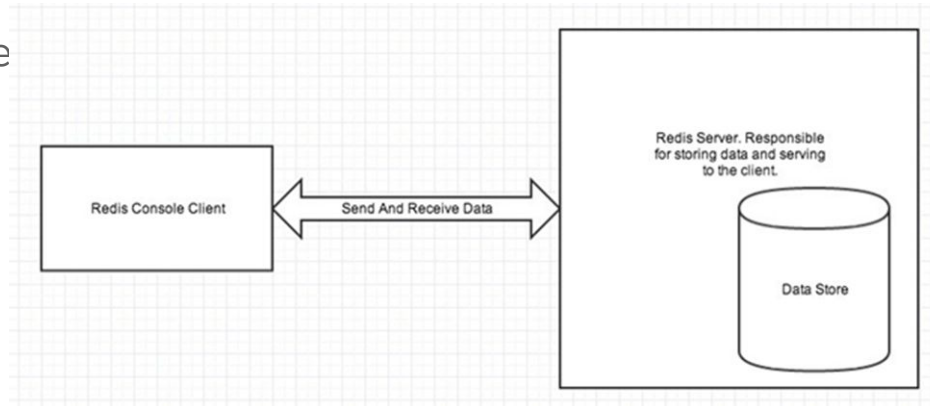 e
Redis Console Client
Send And Receive Data
Redis Server. Responsible
for storing data and serving
to the client.
Data Store